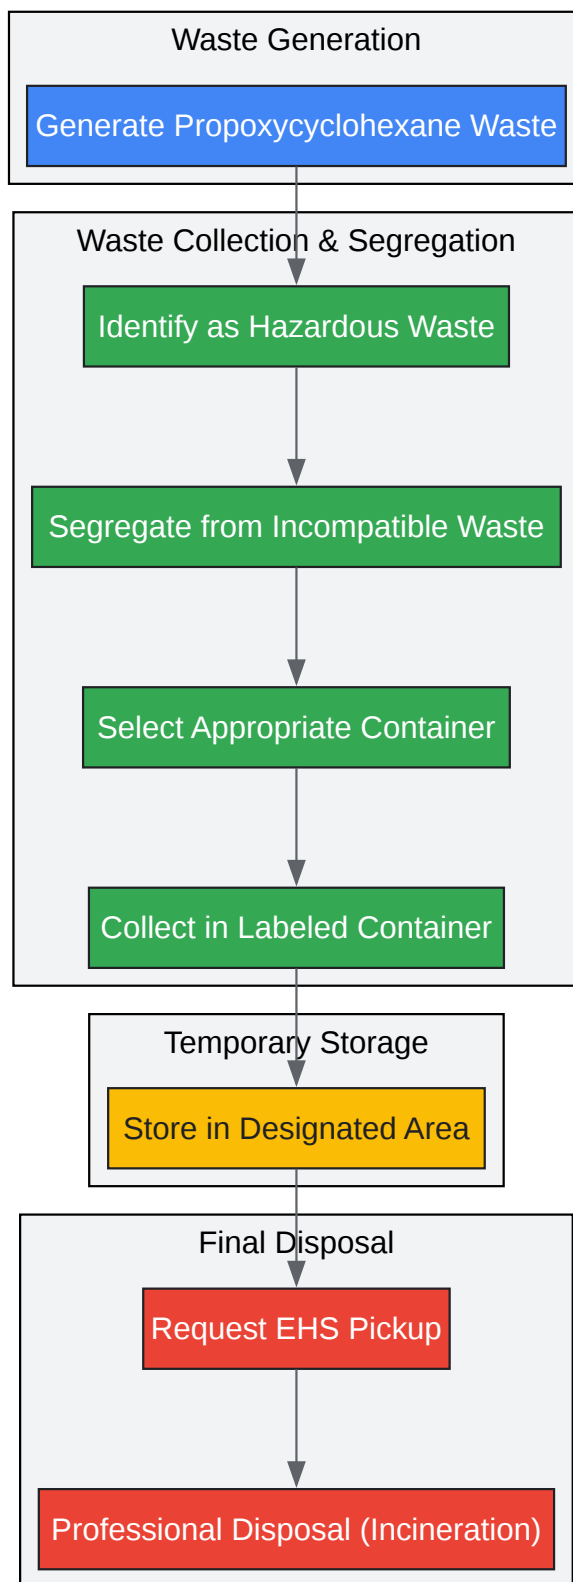 Waste Generation
Generate Propoxycyclohexane Waste
Waste Collection & Segregation
Identify as Hazardous Waste
Segregate from Incompatible Waste
Select Appropriate Container
Collect in Labeled Container
Temporary Storage
Store in Designated Area
Final Disposal
Request EHS Pickup
Professional Disposal (Incineration)